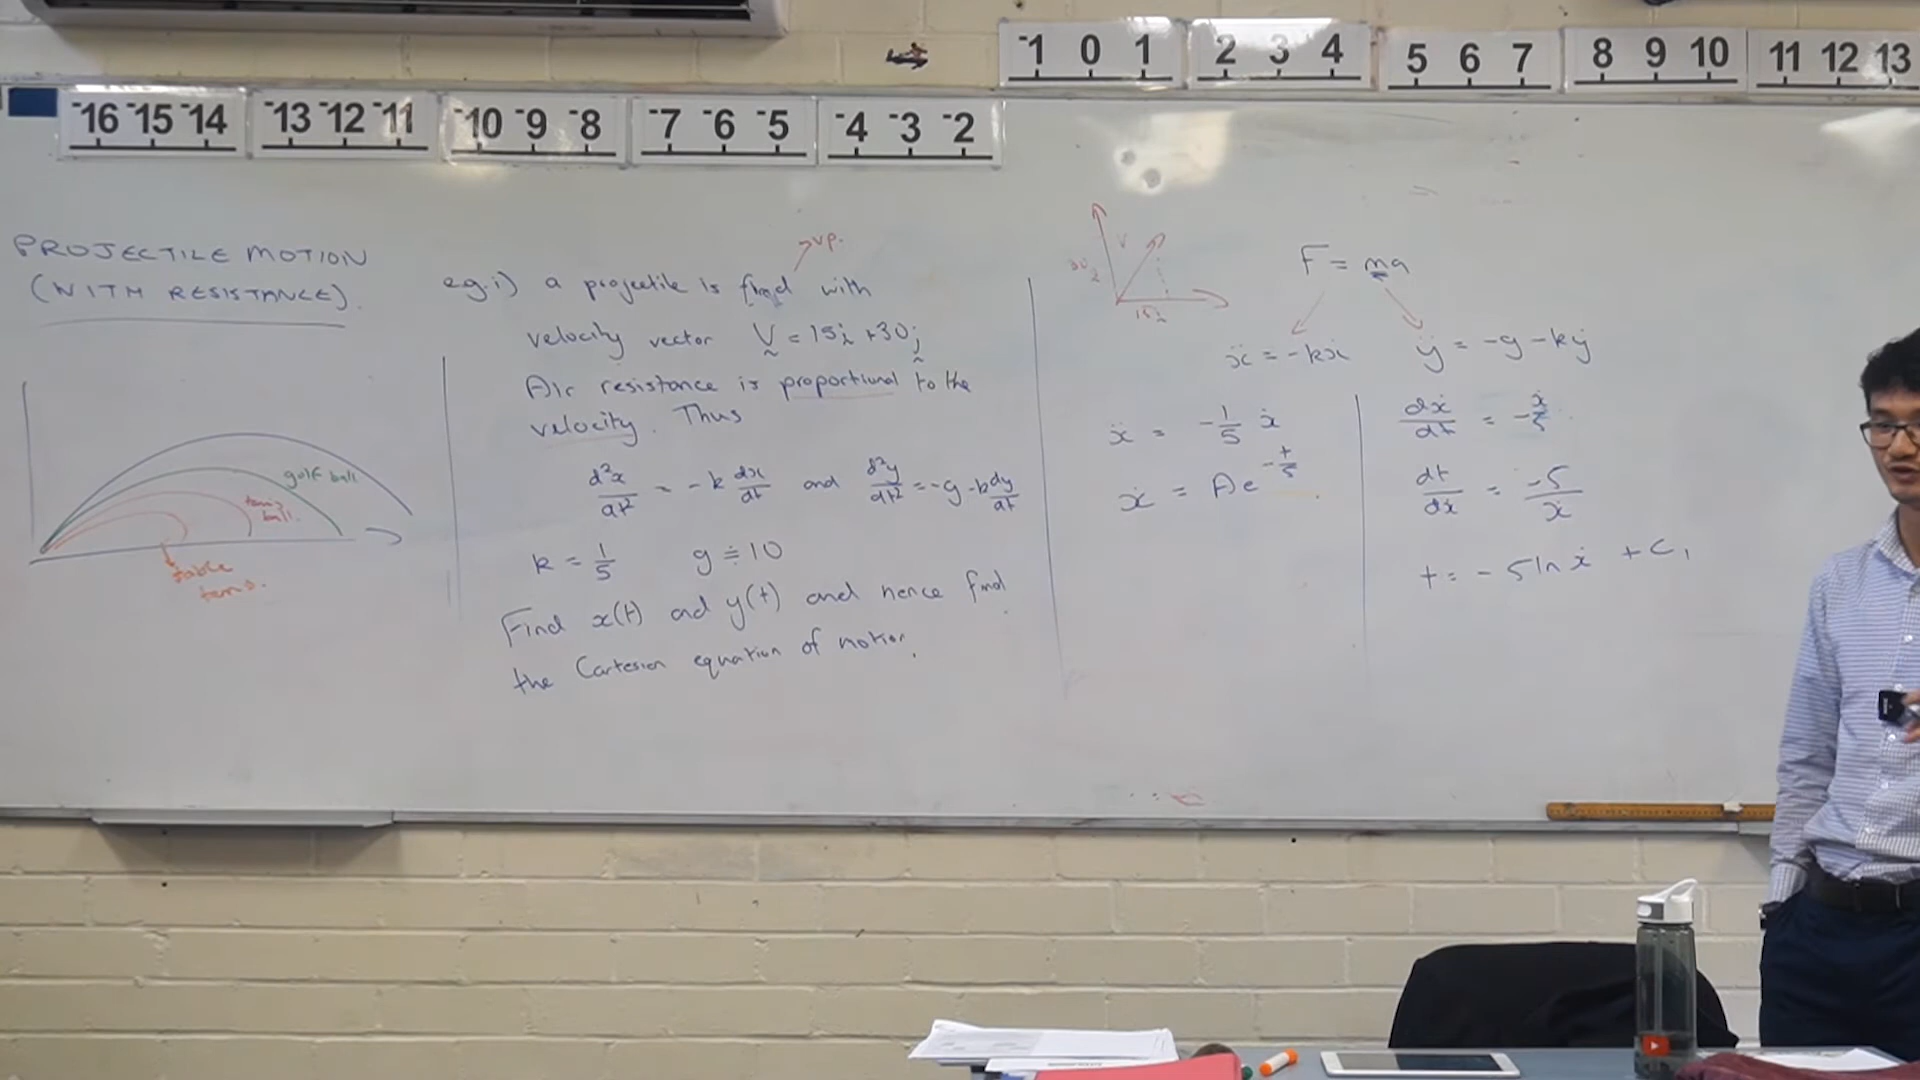 -1 0 1 2 3 4 5 6 7 8 9 10 11 12 13
-16 -15 -14 -13 -12 -11 -10 -9 -8 -7 -6 -5 -4 -3 -2
PROJECTILE MOTION
(WITH RESISTANCE).
golf ball
tennis
ball.
table
e.g. i) a projectile is fired with
up.
velocity vector V = 15i + 30j
Air resistance is proportional to the
velocity. Thus
d²x/dt² = -k dx/dt and d²y/dt² = -g - k dy/dt
k = 1/5 g ≑ 10
Find x(t) and y(t) and hence find
the Cartesian equation of motion.
V
30j
15i
F = ma
ẍ = -kẋ
ÿ = -g - kẏ
ẍ = -1/5 ẋ
ẋ = Ae^(-t/5)
dẋ/dt = -ẋ/5
dt/dẋ = -5/ẋ
t = -5 ln ẋ + C₁